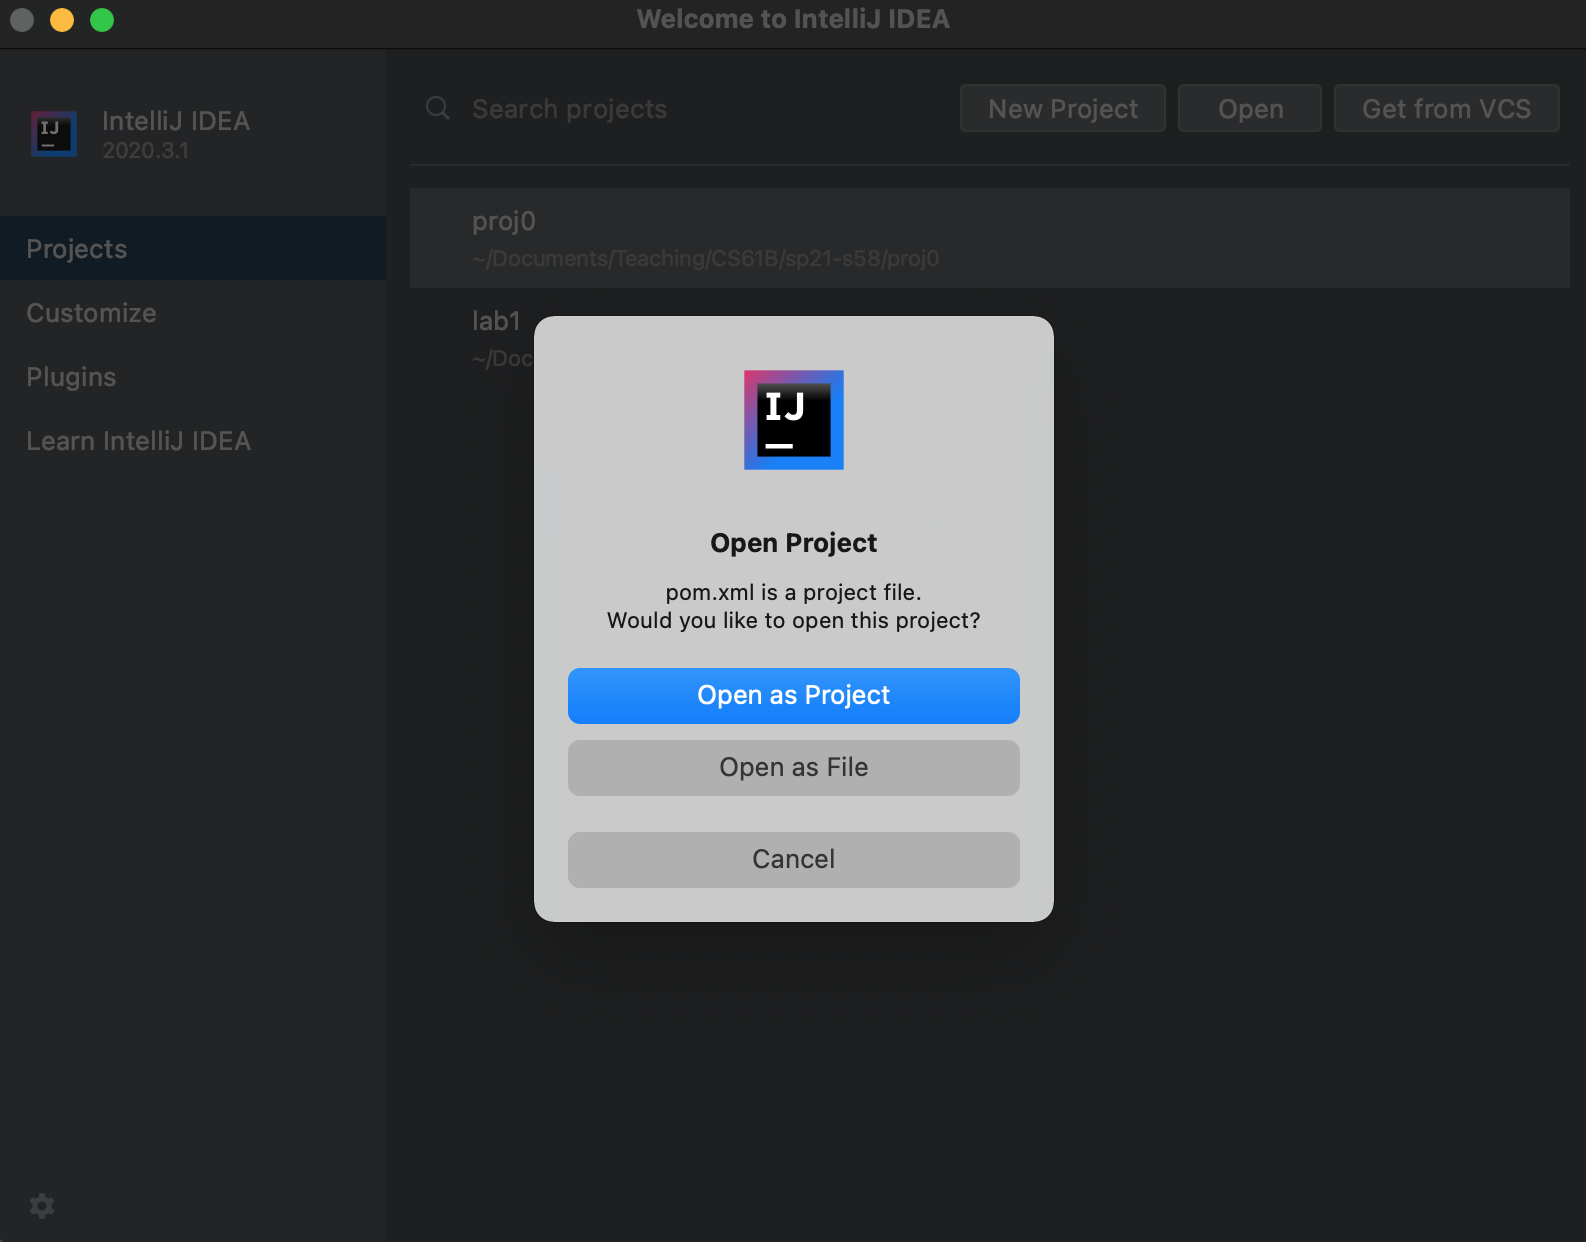 Welcome to IntelliJ IDEA
IJ
IntelliJ IDEA
2020.3.1
Search projects
New Project
Open
Get from VCS
Projects
Customize
Plugins
Learn IntelliJ IDEA
proj0
~/Documents/Teaching/CS61B/sp21-s58/proj0
lab1
~/Doc
IJ
Open Project
pom.xml is a project file.
Would you like to open this project?
Open as Project
Open as File
Cancel